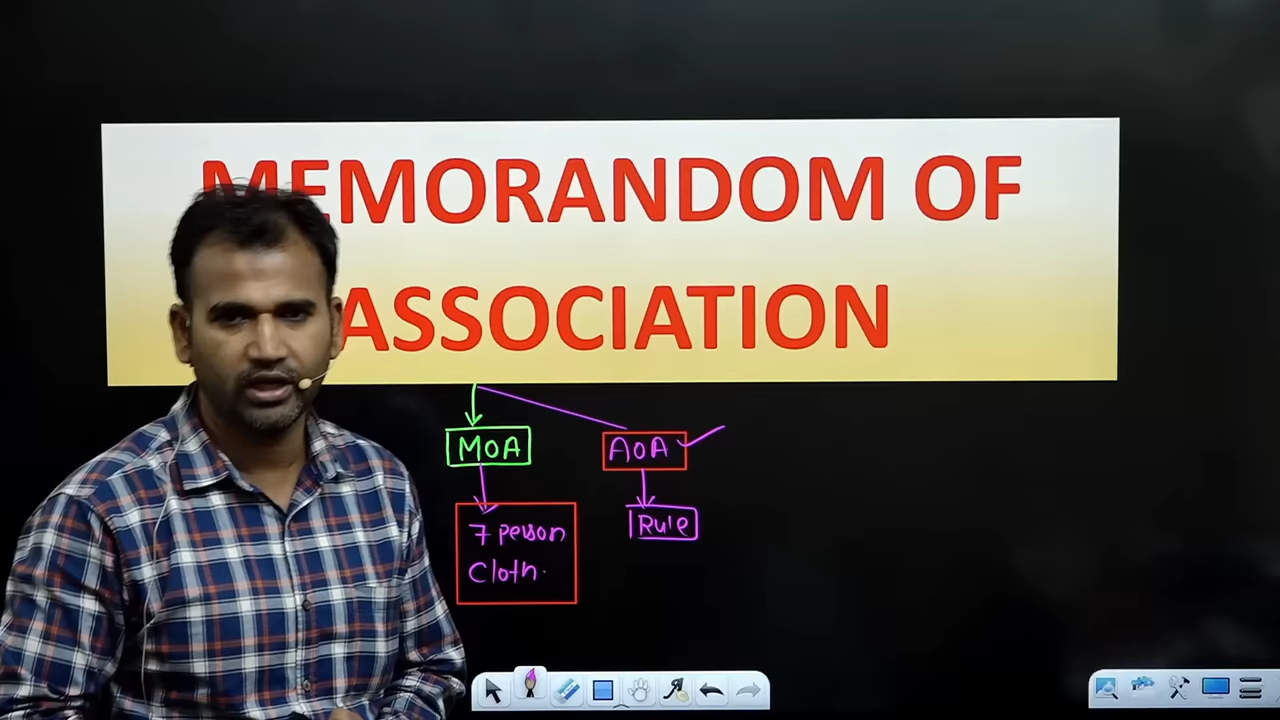 MEMORANDOM OF
ASSOCIATION
MOA
AOA
7 person
Rule
Cloth.